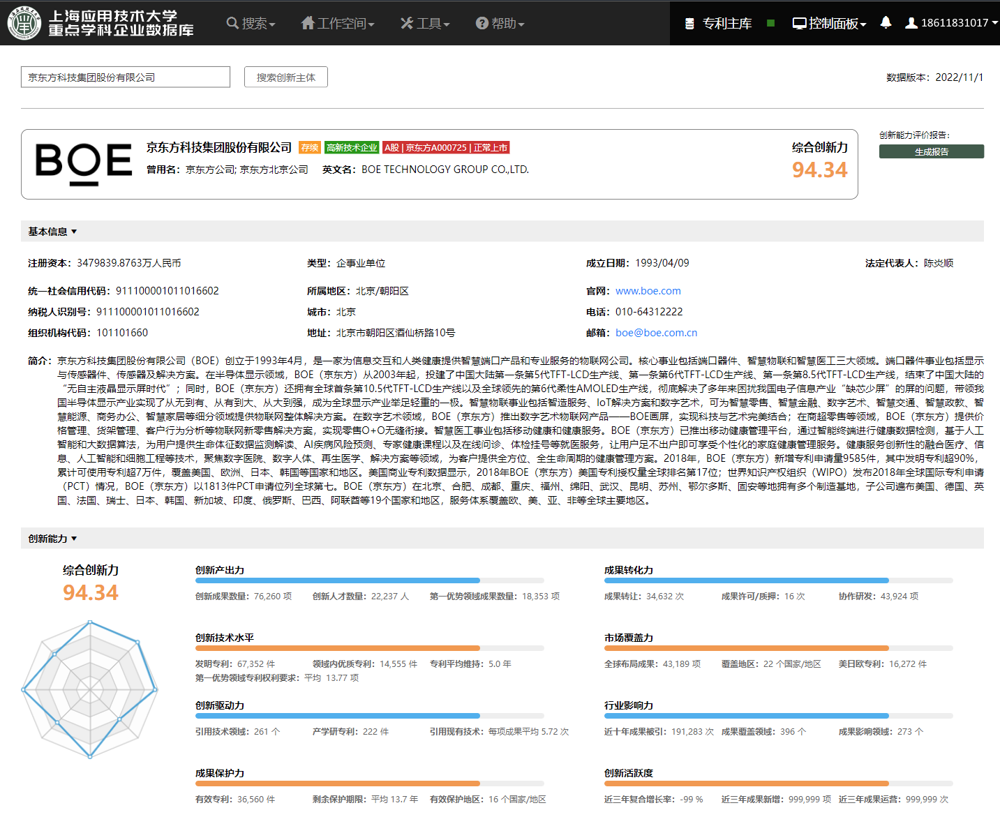 上海应用技术大学
重点学科企业数据库
搜索 工作空间 工具 帮助 专利主库 控制面板 18611831017
京东方科技集团股份有限公司 搜索创新主体 数据版本：2022/11/1
BOE
京东方科技集团股份有限公司 存续 高新技术企业 A股 | 京东方A000725 | 正常上市
曾用名：京东方公司; 京东方北京公司 英文名：BOE TECHNOLOGY GROUP CO.,LTD.
综合创新力
94.34
创新能力评价报告：
生成报告
基本信息
注册资本：3479839.8763万人民币 类型：企事业单位 成立日期：1993/04/09 法定代表人：陈炎顺
统一社会信用代码：911100001011016602 所属地区：北京/朝阳区 官网：www.boe.com
纳税人识别号：911100001011016602 城市：北京 电话：010-64312222
组织机构代码：101101660 地址：北京市朝阳区酒仙桥路10号 邮箱：boe@boe.com.cn
简介：京东方科技集团股份有限公司（BOE）创立于1993年4月，是一家为信息交互和人类健康提供智慧端口产品和专业服务的物联网公司。核心事业包括端口器件、智慧物联和智慧医工三大领域。端口器件事业包括显示
与传感器件、传感器及解决方案。在半导体显示领域，BOE（京东方）从2003年起，投建了中国大陆第一条第5代TFT-LCD生产线、第一条第6代TFT-LCD生产线、第一条第8.5代TFT-LCD生产线，结束了中国大陆的
“无自主液晶显示屏时代”；同时，BOE（京东方）还拥有全球首条第10.5代TFT-LCD生产线以及全球领先的第6代柔性AMOLED生产线，彻底解决了多年来困扰我国电子信息产业“缺芯少屏”的屏的问题，带领我
国半导体显示产业实现了从无到有、从有到大、从大到强，成为全球显示产业举足轻重的一极。智慧物联事业包括智造服务、IoT解决方案和数字艺术，可为智慧零售、智慧金融、数字艺术、智慧交通、智慧政教、智
慧能源、商务办公、智慧家居等细分领域提供物联网整体解决方案。在数字艺术领域，BOE（京东方）推出数字艺术物联网产品——BOE画屏，实现科技与艺术完美结合；在商超零售等领域，BOE（京东方）提供价
格管理、货架管理、客户行为分析等物联网新零售解决方案，实现零售O+O无缝衔接。智慧医工事业包括移动健康和健康服务。BOE（京东方）已推出移动健康管理平台，通过智能终端进行健康数据检测，基于人工
智能和大数据算法，为用户提供生命体征数据监测解读、AI疾病风险预测、专家健康课程以及在线问诊、体检挂号等就医服务，让用户足不出户即可享受个性化的家庭健康管理服务。健康服务创新性的融合医疗、信
息、人工智能和细胞工程等技术，聚焦数字医院、数字人体、再生医学、解决方案等领域，为客户提供全方位、全生命周期的健康管理方案。2018年，BOE（京东方）新增专利申请量9585件，其中发明专利超90%，
累计可使用专利超7万件，覆盖美国、欧洲、日本、韩国等国家和地区。美国商业专利数据显示，2018年BOE（京东方）美国专利授权量全球排名第17位；世界知识产权组织（WIPO）发布2018年全球国际专利申请
（PCT）情况，BOE（京东方）以1813件PCT申请位列全球第七。BOE（京东方）在北京、合肥、成都、重庆、福州、绵阳、武汉、昆明、苏州、鄂尔多斯、固安等地拥有多个制造基地，子公司遍布美国、德国、英
国、法国、瑞士、日本、韩国、新加坡、印度、俄罗斯、巴西、阿联酋等19个国家和地区，服务体系覆盖欧、美、亚、非等全球主要地区。
创新能力
综合创新力
94.34
创新产出力 成果转化力
创新成果数量：76,260 项 创新人才数量：22,237 人 第一优势领域成果数量：18,353 项 成果转让：34,632 次 成果许可/质押：16 次 协作研发：43,924 项
创新技术水平 市场覆盖力
发明专利：67,352 件 领域内优质专利：14,555 件 专利平均维持：5.0 年 全球布局成果：43,189 项 覆盖地区：22 个国家/地区 美日欧专利：16,272 件
第一优势领域专利权利要求：平均 13.77 项
创新驱动力 行业影响力
引用技术领域：261 个 产学研专利：222 件 引用现有技术：每项成果平均 5.72 次 近十年成果被引：191,283 次 成果覆盖领域：396 个 成果影响领域：273 个
成果保护力 创新活跃度
有效专利：36,560 件 剩余保护期限：平均 13.7 年 有效保护地区：16 个国家/地区 近三年复合增长率：-99 % 近三年成果新增：999,999 项 近三年成果运营：999,999 次